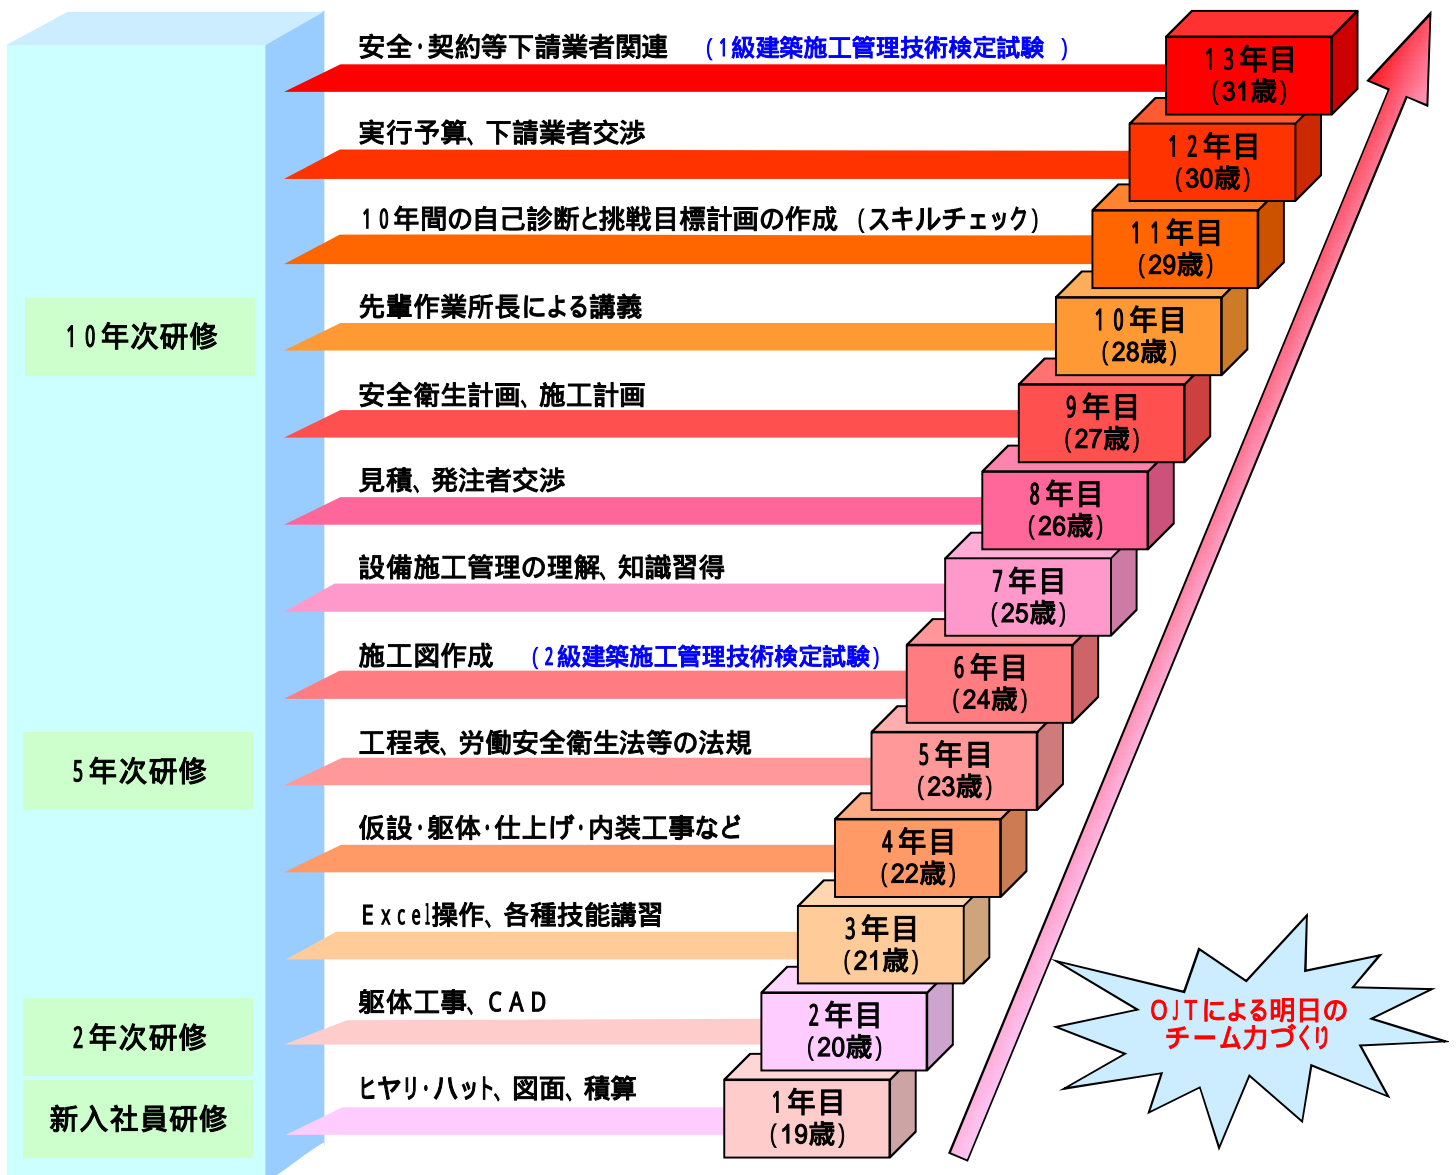 安全・契約等下請業者関連 (1級建築施工管理技術検定試験 )
13年目
(31歳)
実行予算、下請業者交渉
12年目
(30歳)
10年間の自己診断と挑戦目標計画の作成 (スキルチェック)
11年目
(29歳)
先輩作業所長による講義
10年目
(28歳)
10年次研修
安全衛生計画、施工計画
9年目
(27歳)
見積、発注者交渉
8年目
(26歳)
設備施工管理の理解、知識習得
7年目
(25歳)
施工図作成 (2級建築施工管理技術検定試験)
6年目
(24歳)
工程表、労働安全衛生法等の法規
5年目
(23歳)
5年次研修
仮設・躯体・仕上げ・内装工事など
4年目
(22歳)
Excel操作、各種技能講習
3年目
(21歳)
躯体工事、CAD
2年目
(20歳)
2年次研修
ヒヤリ・ハット、図面、積算
1年目
(19歳)
新入社員研修
OJTによる明日の
チーム力づくり